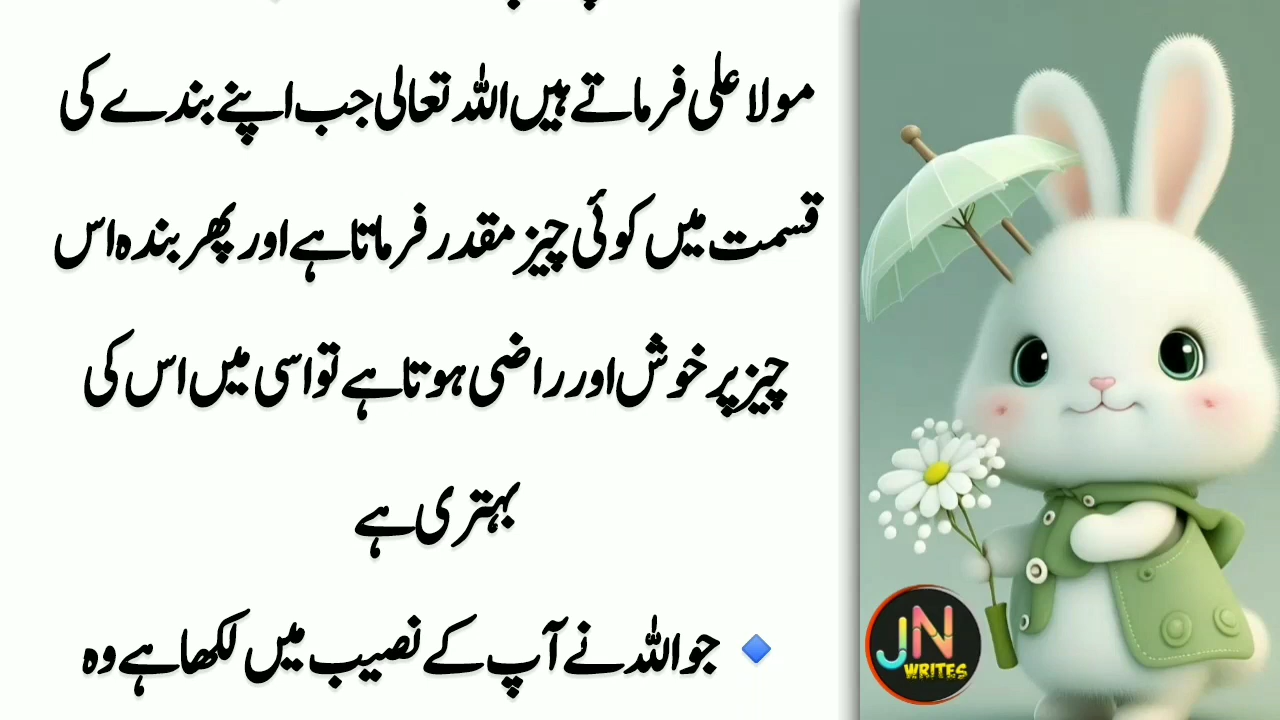 مولا علی فرماتے ہیں اللہ تعالی جب اپنے بندے کی
قسمت میں کوئی چیز مقدر فرماتا ہے اور پھر بندہ اس
چیز پر خوش اور راضی ہوتا ہے تو اسی میں اس کی
بہتری ہے
جو اللہ نے آپ کے نصیب میں لکھا ہے وہ
JN
WRITES